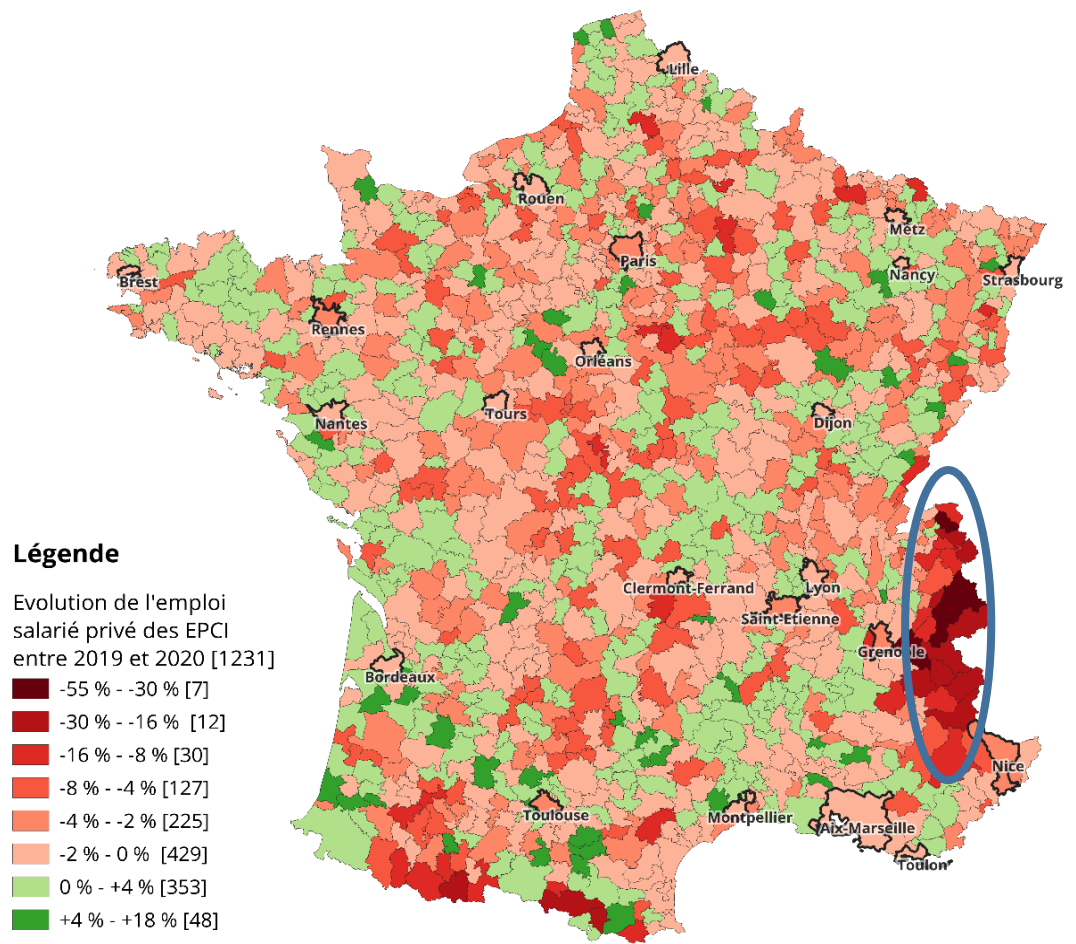 Lille
Rouen
Metz
Paris
Nancy
Strasbourg
Brest
Rennes
Orléans
Tours
Nantes
Dijon
Légende
Evolution de l'emploi
salarié privé des EPCI
entre 2019 et 2020 [1231]
-55 % - -30 % [7]
-30 % - -16 % [12]
-16 % - -8 % [30]
-8 % - -4 % [127]
-4 % - -2 % [225]
-2 % - 0 % [429]
0 % - +4 % [353]
+4 % - +18 % [48]
Clermont-Ferrand
Lyon
Saint-Etienne
Grenoble
Bordeaux
Nice
Toulouse
Montpellier
Aix-Marseille
Toulon